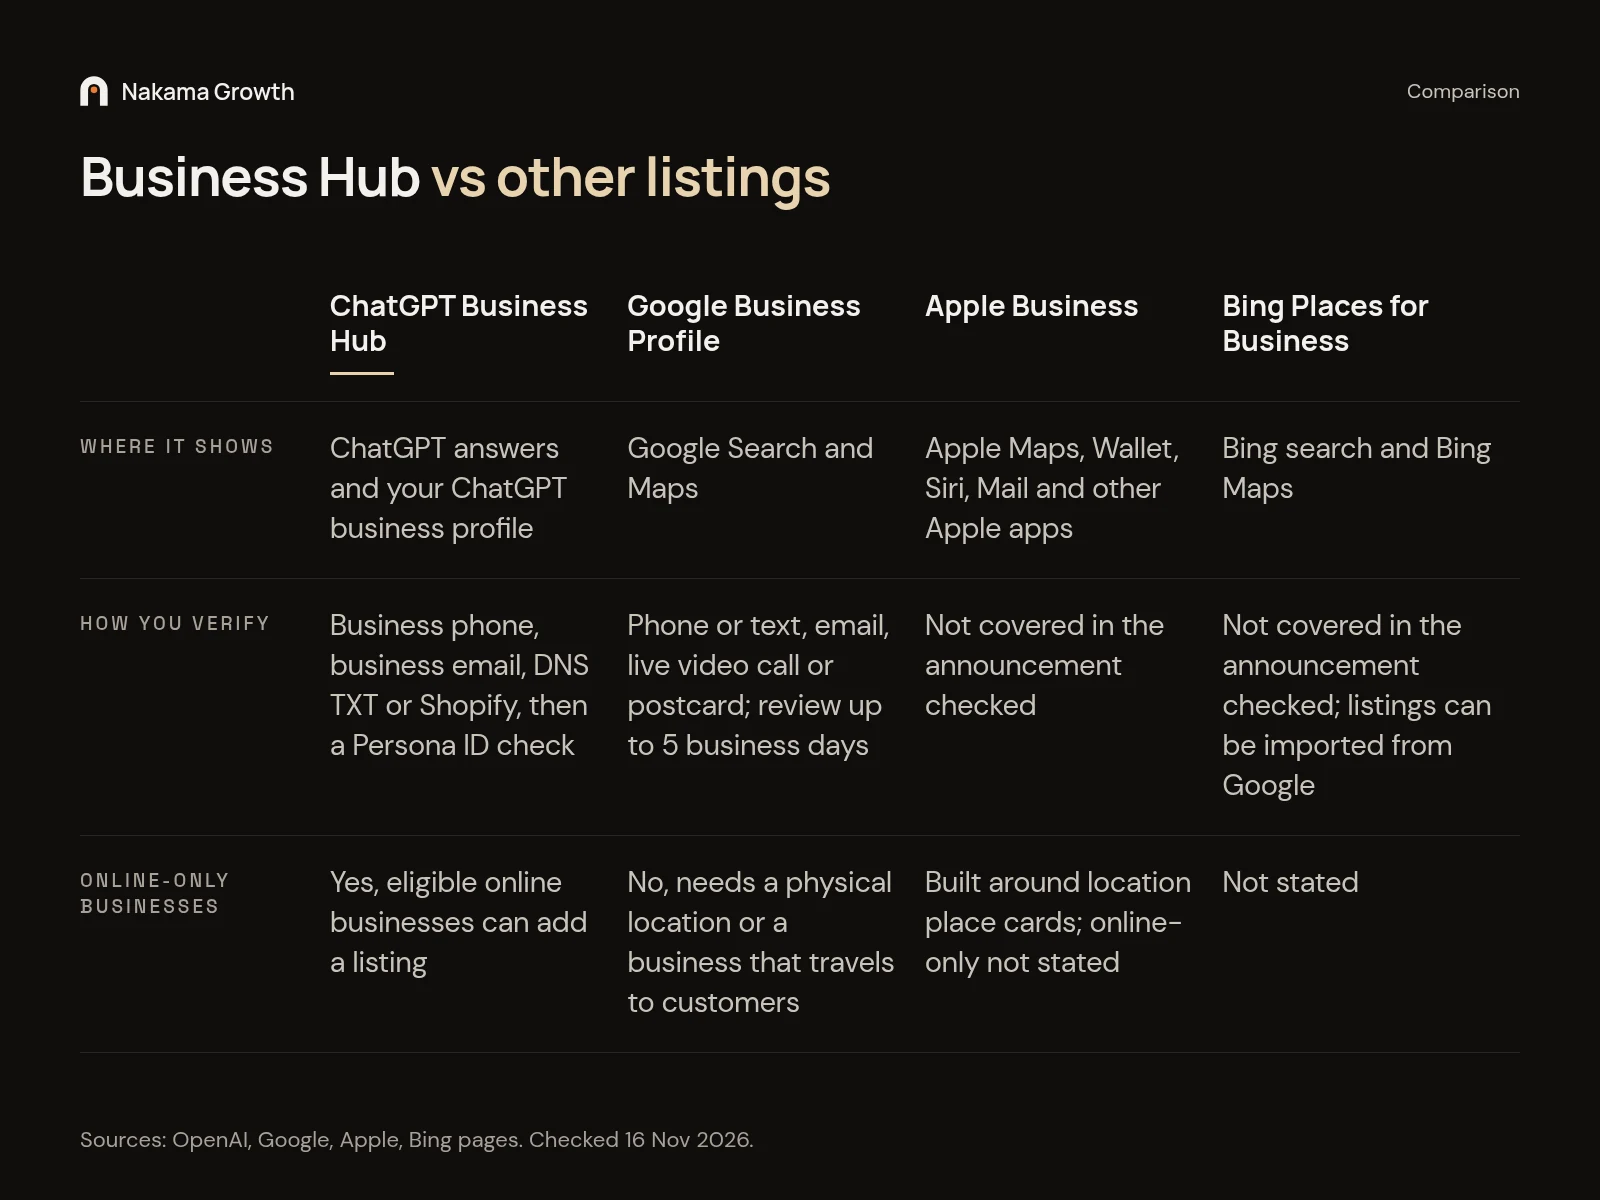 Nakama Growth
Comparison
Business Hub vs other listings
ChatGPT Business
Hub
Google Business
Profile
Apple Business
Bing Places for
Business
WHERE IT SHOWS
ChatGPT answers
and your ChatGPT
business profile
Google Search and
Maps
Apple Maps, Wallet,
Siri, Mail and other
Apple apps
Bing search and Bing
Maps
HOW YOU VERIFY
Business phone,
business email, DNS
TXT or Shopify, then
a Persona ID check
Phone or text, email,
live video call or
postcard; review up
to 5 business days
Not covered in the
announcement
checked
Not covered in the
announcement
checked; listings can
be imported from
Google
ONLINE-ONLY
BUSINESSES
Yes, eligible online
businesses can add
a listing
No, needs a physical
location or a
business that travels
to customers
Built around location
place cards; online-
only not stated
Not stated
Sources: OpenAI, Google, Apple, Bing pages. Checked 16 Nov 2026.